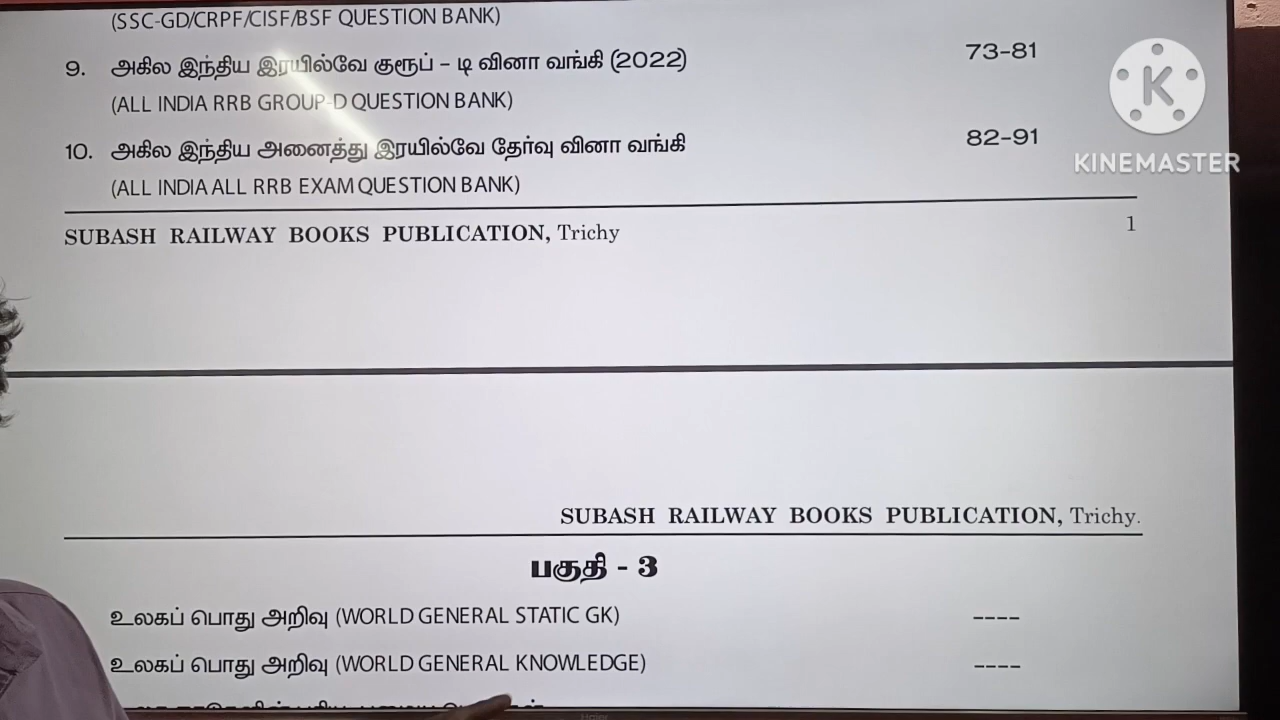 (SSC-GD/CRPF/CISF/BSF QUESTION BANK)
9. அகில இந்திய இரயில்வே குரூப் – டி வினா வங்கி (2022) 73-81
(ALL INDIA RRB GROUP-D QUESTION BANK)
10. அகில இந்திய அனைத்து இரயில்வே தேர்வு வினா வங்கி 82-91
(ALL INDIA ALL RRB EXAM QUESTION BANK)
SUBASH RAILWAY BOOKS PUBLICATION, Trichy 1
K
KINEMASTER
SUBASH RAILWAY BOOKS PUBLICATION, Trichy.
பகுதி - 3
உலகப் பொது அறிவு (WORLD GENERAL STATIC GK) ----
உலகப் பொது அறிவு (WORLD GENERAL KNOWLEDGE) ----
Haier